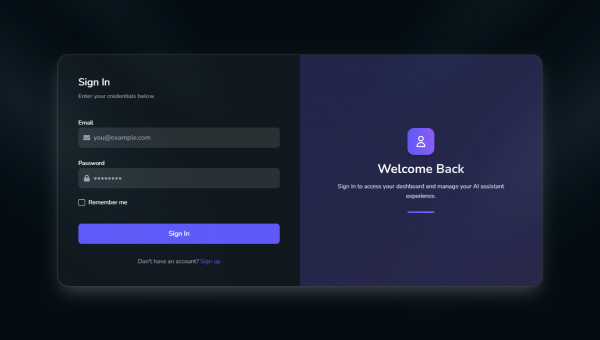 Sign In
Enter your credentials below.
Email
you@example.com
Password
••••••••
Remember me
Sign In
Don't have an account? Sign up
Welcome Back
Sign in to access your dashboard and manage your AI assistant
experience.